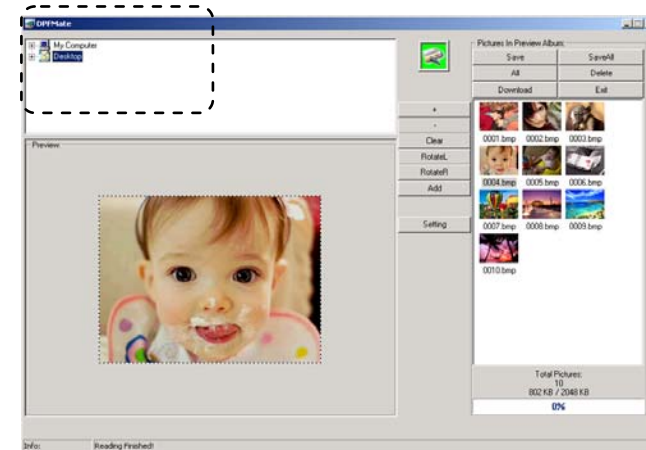 DPFMate
My Computer
Desktop
Preview
+
-
Clear
RotateL
RotateR
Add
Setting
Pictures In Preview Album:
Save SaveAll
All Delete
Download Exit
0001.bmp 0002.bmp 0003.bmp
0004.bmp 0005.bmp 0006.bmp
0007.bmp 0008.bmp 0009.bmp
0010.bmp
Total Pictures:
10
802 KB / 2048 KB
0%
Info: Reading Finished!